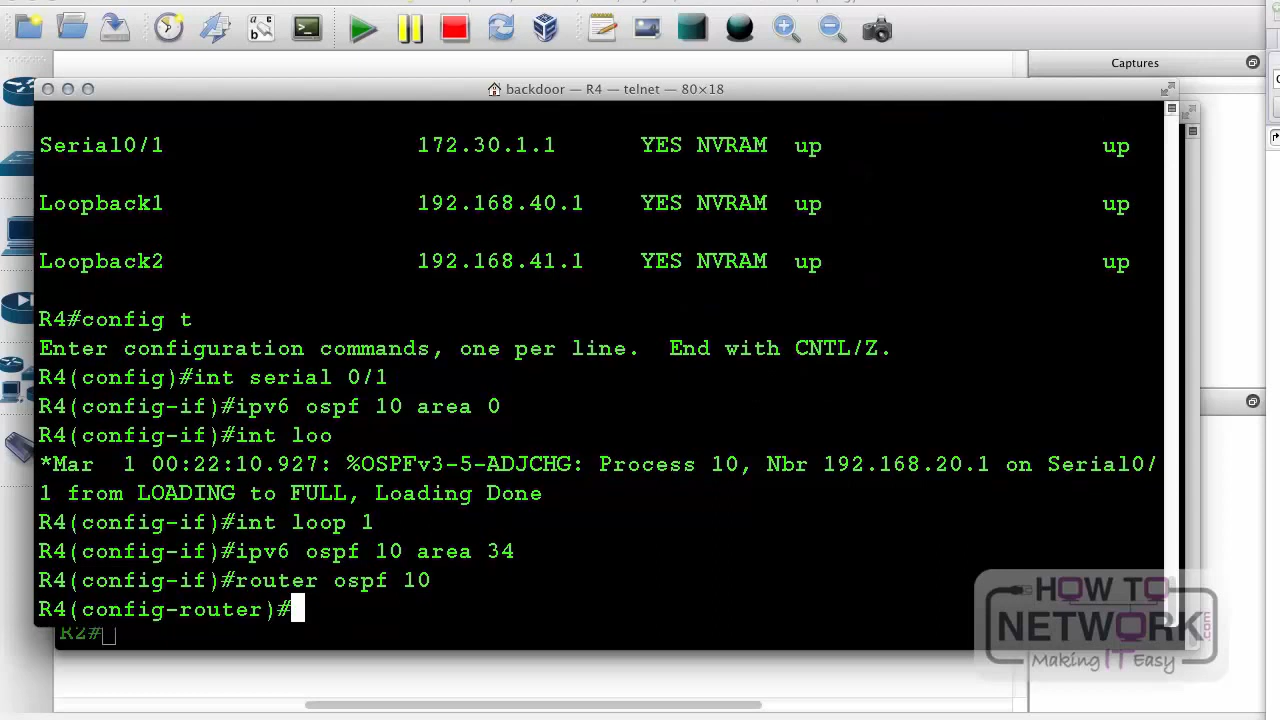 Captures
backdoor — R4 — telnet — 80×18
Serial0/1 172.30.1.1 YES NVRAM up up
Loopback1 192.168.40.1 YES NVRAM up up
Loopback2 192.168.41.1 YES NVRAM up up
R4#config t
Enter configuration commands, one per line. End with CNTL/Z.
R4(config)#int serial 0/1
R4(config-if)#ipv6 ospf 10 area 0
R4(config-if)#int loo
*Mar 1 00:22:10.927: %OSPFv3-5-ADJCHG: Process 10, Nbr 192.168.20.1 on Serial0/
1 from LOADING to FULL, Loading Done
R4(config-if)#int loop 1
R4(config-if)#ipv6 ospf 10 area 34
R4(config-if)#router ospf 10
R4(config-router)#
R2#
HOW TO
NETWORK.com
Making IT Easy